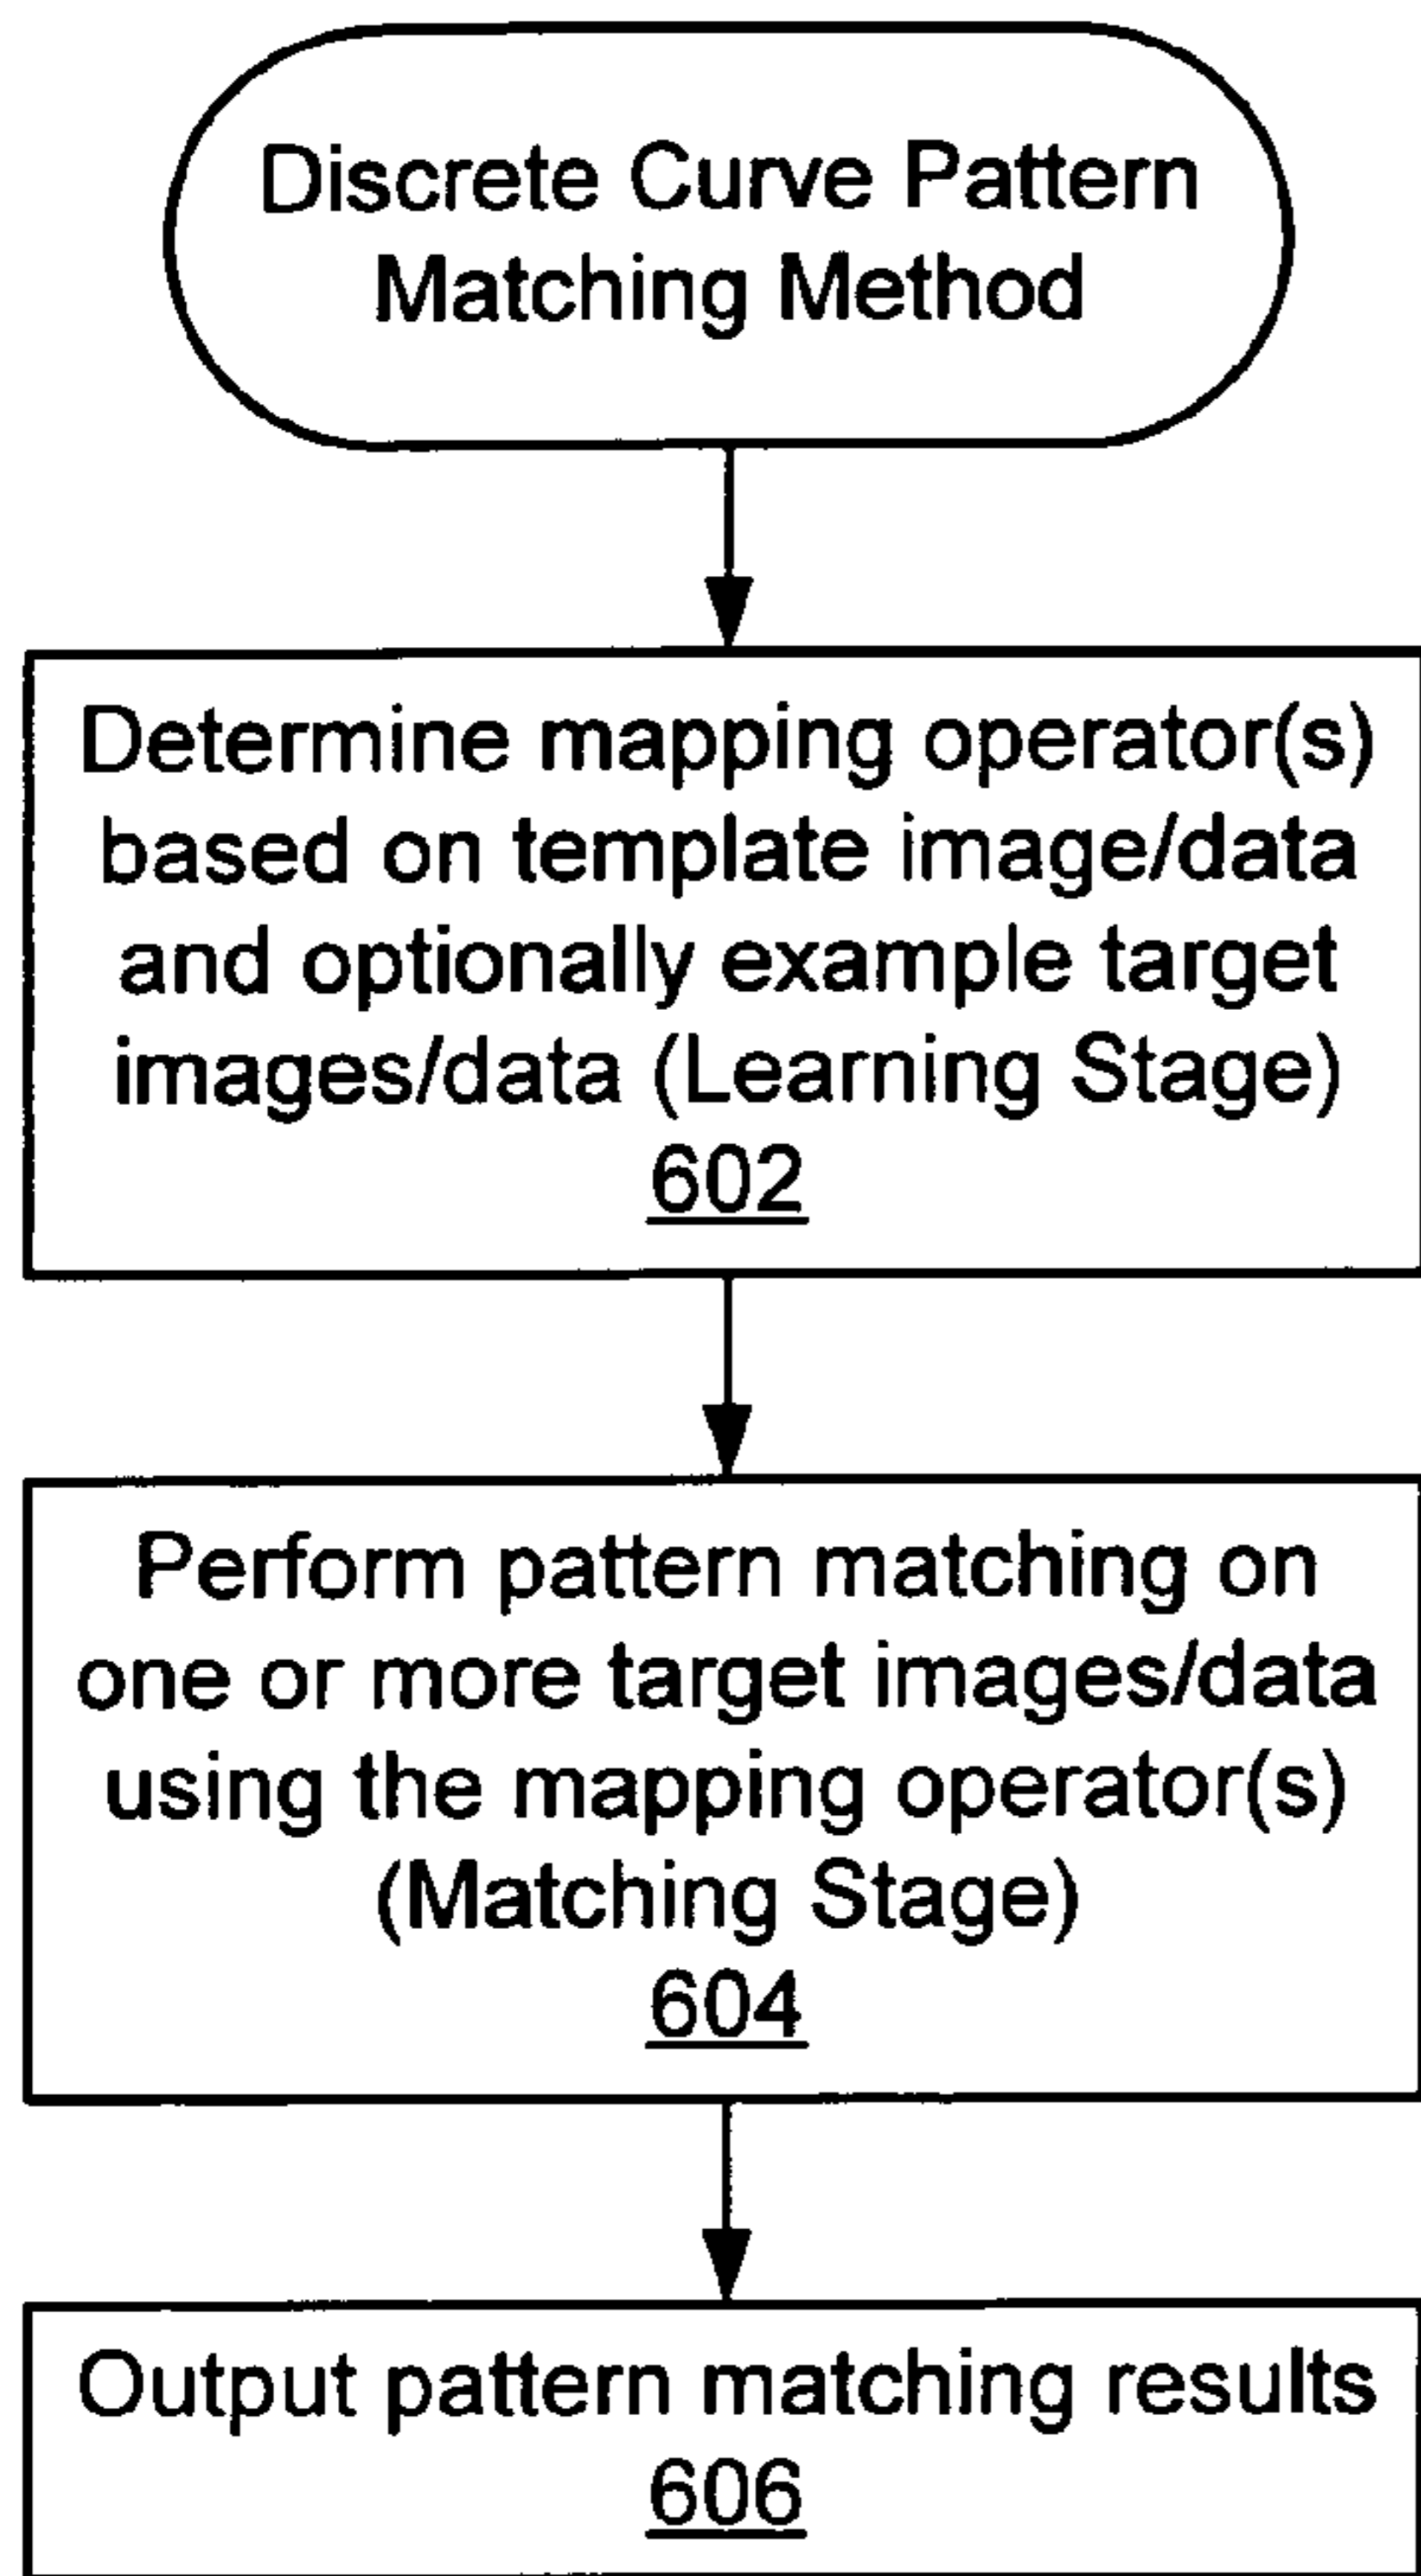 Discrete Curve Pattern
Matching Method
Determine mapping operator(s)
based on template image/data
and optionally example target
images/data (Learning Stage)
602
Perform pattern matching on
one or more target images/data
using the mapping operator(s)
(Matching Stage)
604
Output pattern matching results
606